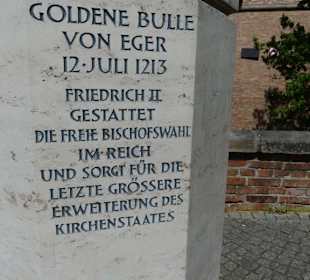 GOLDENE BULLE
VON EGER
12·JULI 1213
FRIEDRICH II
GESTATTET
DIE FREIE BISCHOFSWAHL
IM REICH
UND SORGT FÜR DIE
LETZTE GRÖSSERE
ERWEITERUNG DES
KIRCHENSTAATES